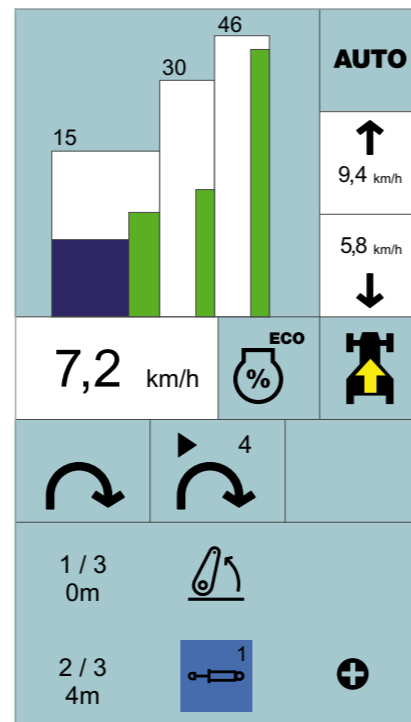 46
30
15
AUTO
9,4 km/h
5,8 km/h
7,2 km/h
ECO
%
4
1 / 3
0m
1
2 / 3
4m